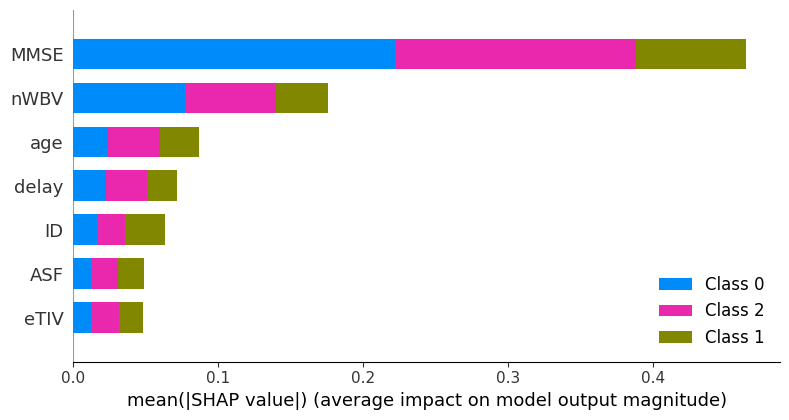 MMSE
nWBV
age
delay
ID
ASF
eTIV
Class 0
Class 2
Class 1
0.0 0.1 0.2 0.3 0.4
mean(|SHAP value|) (average impact on model output magnitude)